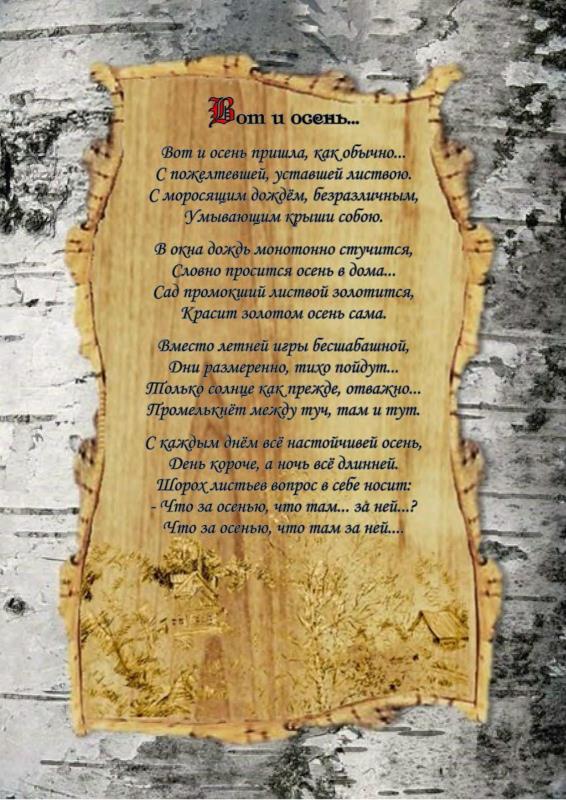 Вот и осень...
Вот и осень пришла, как обычно...
С пожелтевшей, уставшей листвою.
С моросящим дождём, безразличным,
Умывающим крыши собою.
В окна дождь монотонно стучится,
Словно просится осень в дома...
Сад промокший листвой золотится,
Красит золотом осень сама.
Вместо летней игры бесшабашной,
Дни размеренно, тихо пойдут...
Только солнце как прежде, отважно...
Промелькнёт между туч, там и тут.
С каждым днём всё настойчивей осень,
День короче, а ночь всё длинней.
Шорох листьев вопрос в себе носит:
- Что за осенью, что там... за ней...?
Что за осенью, что там за ней....